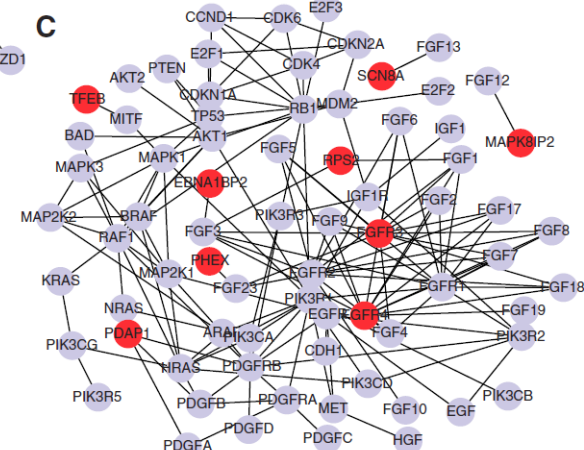 C
E2F3
CCND1
CDK6
ZD1
E2F1
CDKN2A
FGF13
CDK4
SCN8A
PTEN
AKT2
FGF12
TFEB
CDKN1A
E2F2
MDM2
RB1
MITF
TP53
FGF6
IGF1
BAD
AKT1
MAPK8IP2
FGF5
MAPK1
RPS2
FGF1
MAPK3
EBNA1BP2
IGF1R
FGF2
MAP2K2
BRAF
PIK3R3
FGF9
FGF17
FGF3
FGFR3
FGF8
RAF1
PHEX
FGF7
MAP2K1
FGFR2
KRAS
FGF23
FGFR1
FGF18
PIK3R1
NRAS
EGFR
FGFR4
FGF19
PDAP1
ARAF
PIK3CA
FGF4
PIK3R2
PIK3CG
CDH1
HRAS
PDGFRB
PIK3CD
PIK3R5
PIK3CB
PDGFB
PDGFRA
MET
FGF10
EGF
PDGFD
PDGFA
PDGFC
HGF